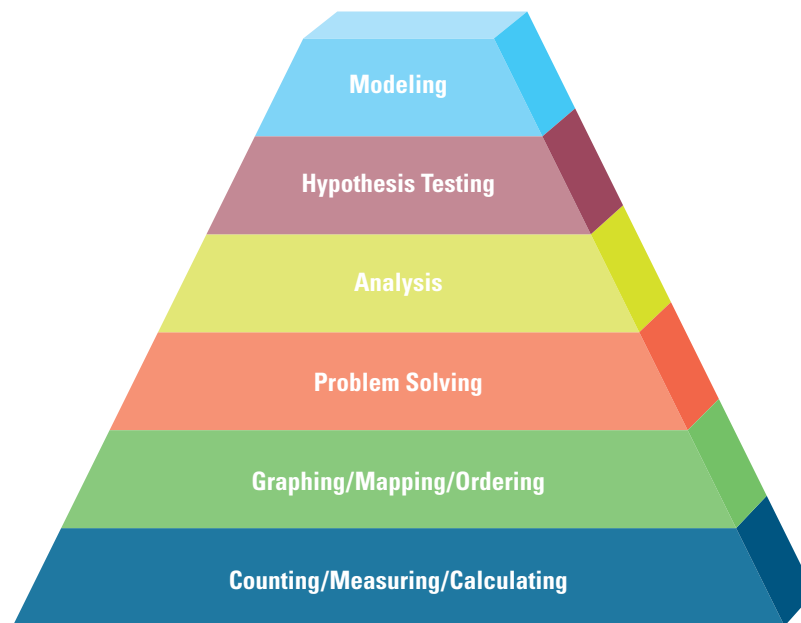 Modeling
Hypothesis Testing
Analysis
Problem Solving
Graphing/Mapping/Ordering
Counting/Measuring/Calculating